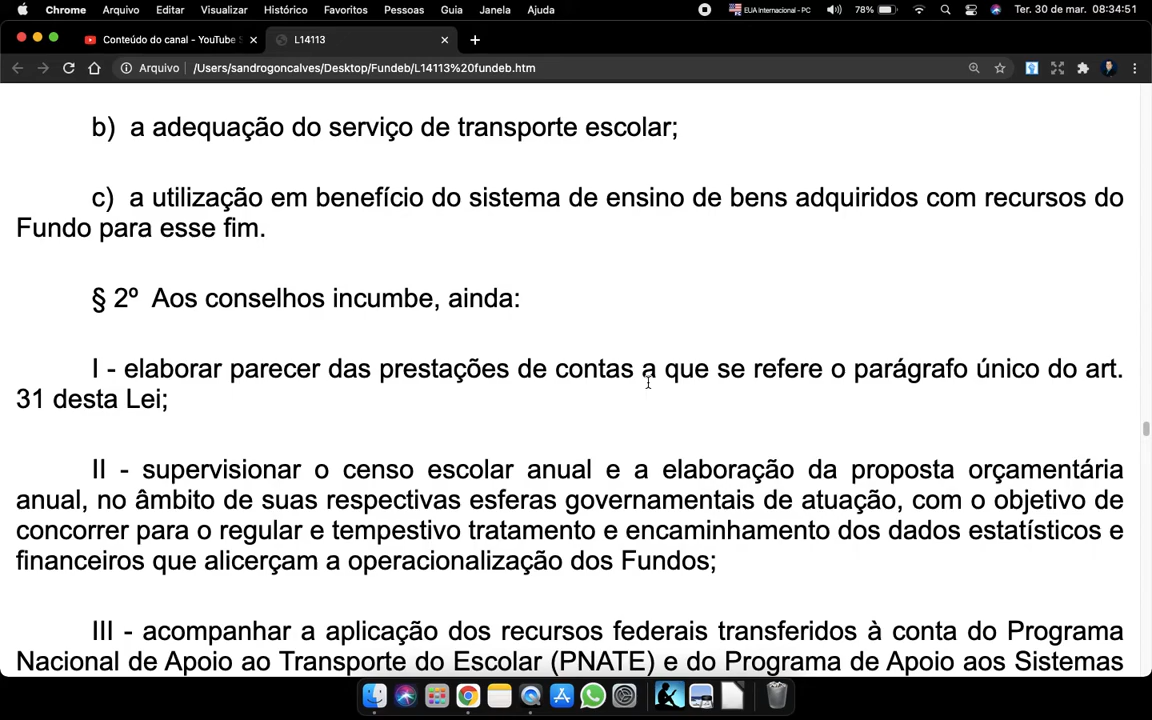 Chrome Arquivo Editar Visualizar Histórico Favoritos Pessoas Guia Janela Ajuda EUA Internacional - PC 78% Ter. 30 de mar. 08:34:51
Conteúdo do canal - YouTube L14113
Arquivo /Users/sandrogoncalves/Desktop/Fundeb/L14113%20fundeb.htm
b) a adequação do serviço de transporte escolar;
c) a utilização em benefício do sistema de ensino de bens adquiridos com recursos do
Fundo para esse fim.
§ 2º Aos conselhos incumbe, ainda:
I - elaborar parecer das prestações de contas a que se refere o parágrafo único do art.
31 desta Lei;
II - supervisionar o censo escolar anual e a elaboração da proposta orçamentária
anual, no âmbito de suas respectivas esferas governamentais de atuação, com o objetivo de
concorrer para o regular e tempestivo tratamento e encaminhamento dos dados estatísticos e
financeiros que alicerçam a operacionalização dos Fundos;
III - acompanhar a aplicação dos recursos federais transferidos à conta do Programa
Nacional de Apoio ao Transporte do Escolar (PNATE) e do Programa de Apoio aos Sistemas